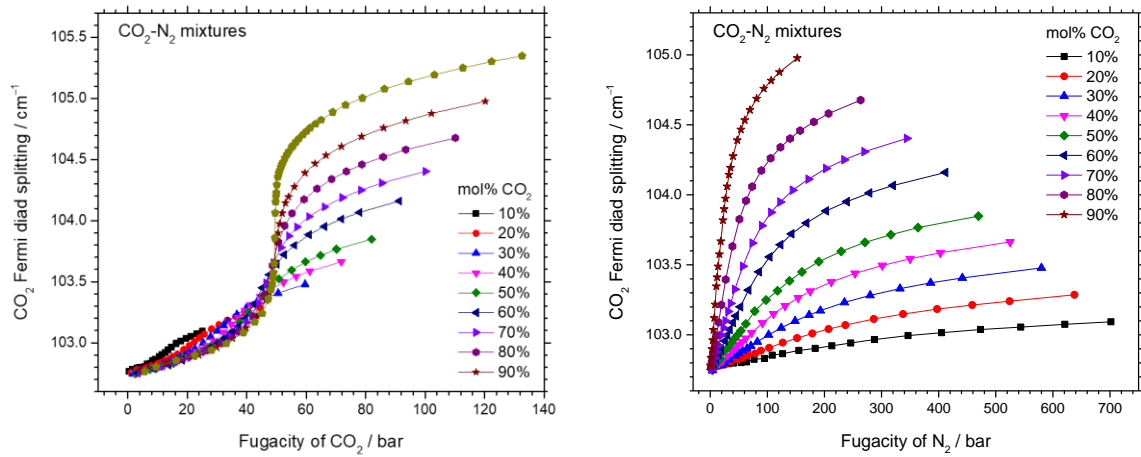 CO₂-N₂ mixtures
CO₂ Fermi diad splitting / cm⁻¹
105.5
105.0
104.5
104.0
103.5
103.0
mol% CO₂
10%
20%
30%
40%
50%
60%
70%
80%
90%
0 20 40 60 80 100 120 140
Fugacity of CO₂ / bar
CO₂-N₂ mixtures
CO₂ Fermi diad splitting / cm⁻¹
105.0
104.5
104.0
103.5
103.0
mol% CO₂
10%
20%
30%
40%
50%
60%
70%
80%
90%
0 100 200 300 400 500 600 700
Fugacity of N₂ / bar